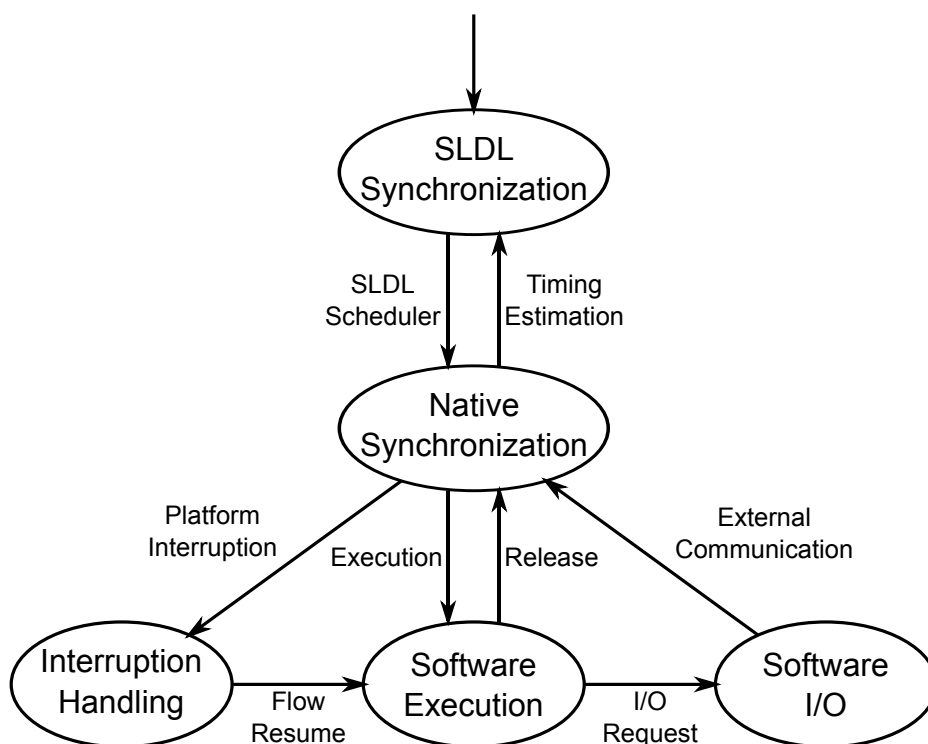 SLDL
Synchronization
SLDL
Scheduler
Timing
Estimation
Native
Synchronization
Platform
Interruption
Execution
Release
External
Communication
Interruption
Handling
Flow
Resume
Software
Execution
I/O
Request
Software
I/O